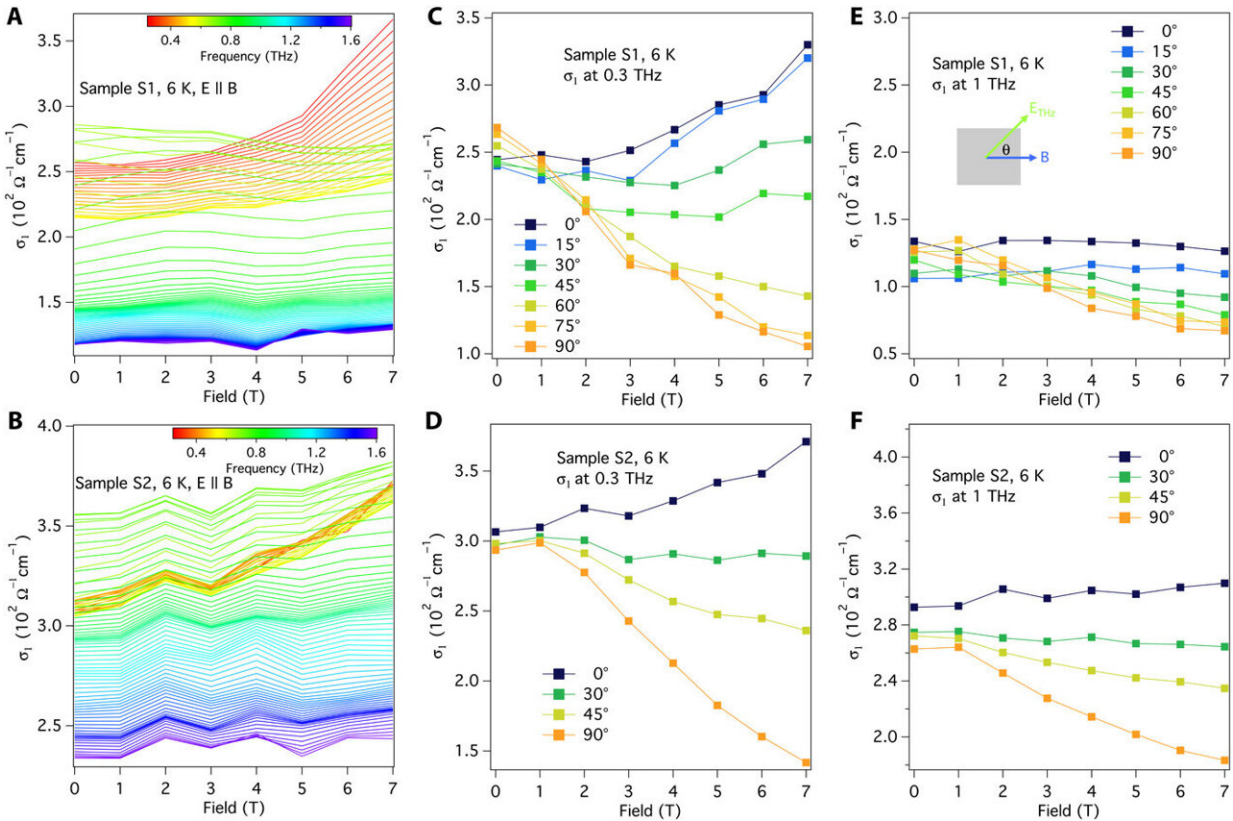 A
3.5
3.0
2.5
2.0
1.5
σ₁ (10² Ω⁻¹cm⁻¹)
0.4 0.8 1.2 1.6
Frequency (THz)
Sample S1, 6 K, E || B
0 1 2 3 4 5 6 7
Field (T)
C
3.5
3.0
2.5
2.0
1.5
1.0
σ₁ (10² Ω⁻¹cm⁻¹)
Sample S1, 6 K
σ₁ at 0.3 THz
0°
15°
30°
45°
60°
75°
90°
0 1 2 3 4 5 6 7
Field (T)
E
3.0
2.5
2.0
1.5
1.0
0.5
σ₁ (10² Ω⁻¹cm⁻¹)
Sample S1, 6 K
σ₁ at 1 THz
E_THz
θ
B
0°
15°
30°
45°
60°
75°
90°
0 1 2 3 4 5 6 7
Field (T)
B
4.0
3.5
3.0
2.5
σ₁ (10² Ω⁻¹cm⁻¹)
0.4 0.8 1.2 1.6
Frequency (THz)
Sample S2, 6 K, E || B
0 1 2 3 4 5 6 7
Field (T)
D
3.5
3.0
2.5
2.0
1.5
σ₁ (10² Ω⁻¹cm⁻¹)
Sample S2, 6 K
σ₁ at 0.3 THz
0°
30°
45°
90°
0 1 2 3 4 5 6 7
Field (T)
F
4.0
3.6
3.2
2.8
2.4
2.0
σ₁ (10² Ω⁻¹cm⁻¹)
Sample S2, 6 K
σ₁ at 1 THz
0°
30°
45°
90°
0 1 2 3 4 5 6 7
Field (T)